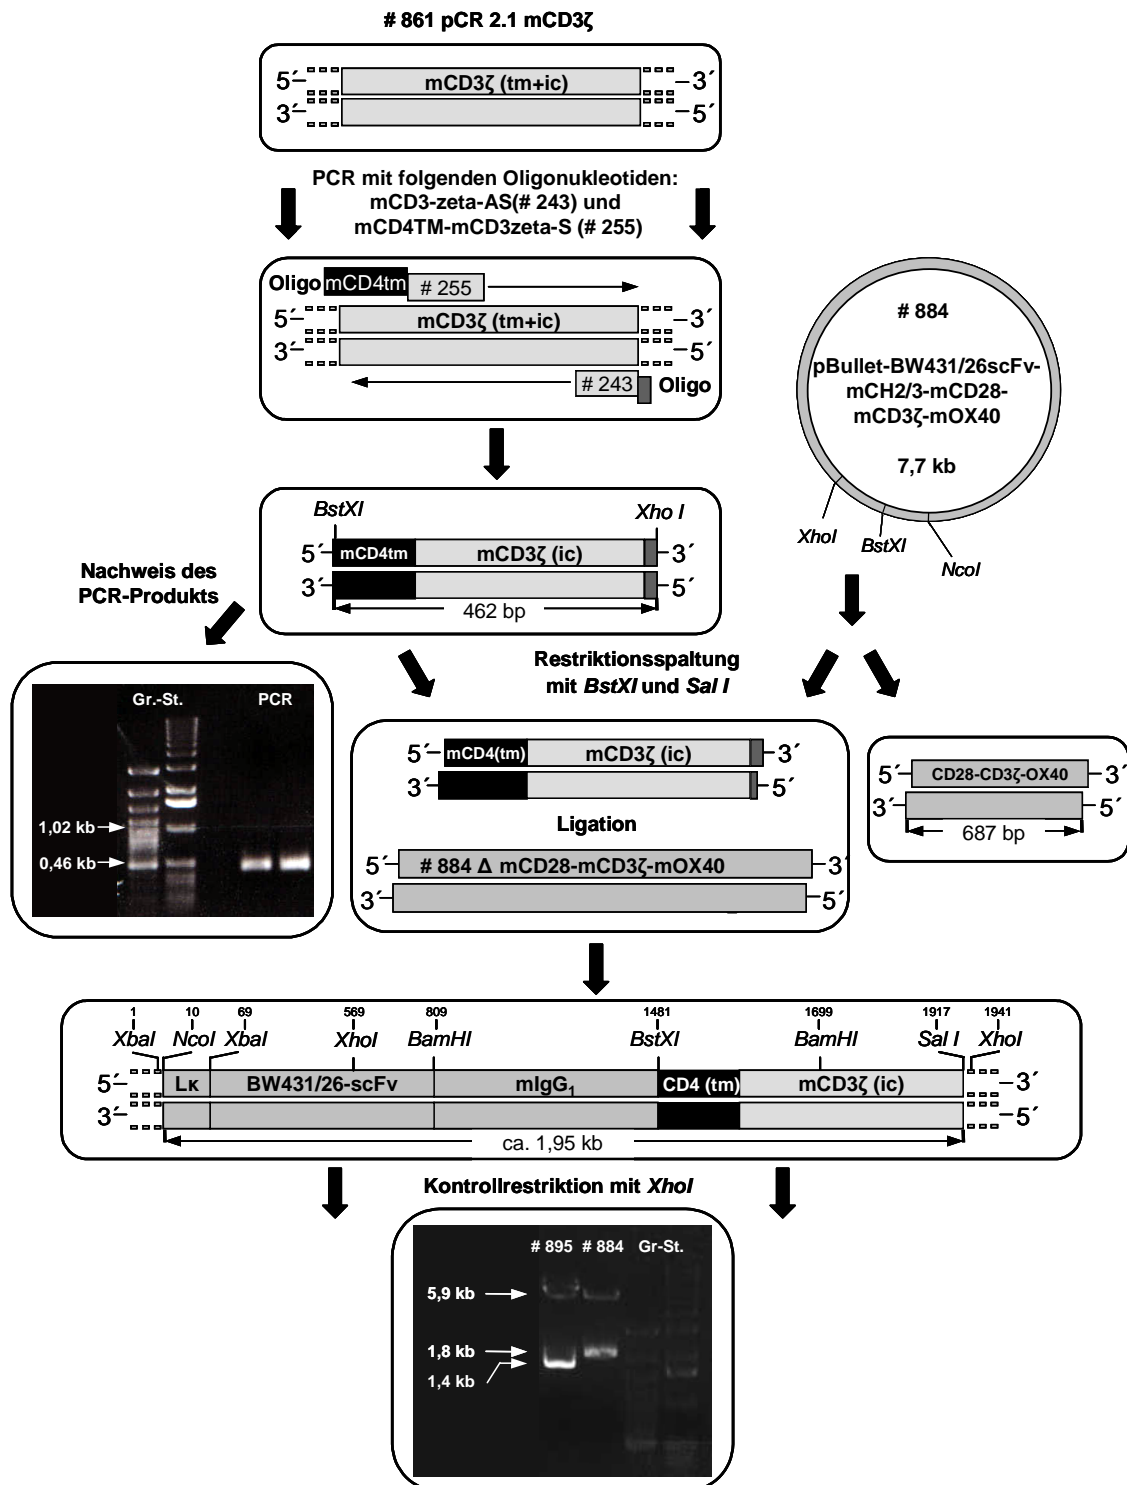 # 861 pCR 2.1 mCD3ζ
5´ mCD3ζ (tm+ic) 3´
3´ 5´
PCR mit folgenden Oligonukleotiden:
mCD3-zeta-AS(# 243) und
mCD4TM-mCD3zeta-S (# 255)
Oligo mCD4tm # 255
5´ mCD3ζ (tm+ic) 3´
3´ 5´
# 243 Oligo
# 884
pBullet-BW431/26scFv-
mCH2/3-mCD28-
mCD3ζ-mOX40
7,7 kb
XhoI BstXI NcoI
BstXI Xho I
5´ mCD4tm mCD3ζ (ic) 3´
3´ 5´
462 bp
Nachweis des
PCR-Produkts
Gr.-St. PCR
1,02 kb
0,46 kb
Restriktionsspaltung
mit BstXI und Sal I
5´ mCD4(tm) mCD3ζ (ic) 3´
3´ 5´
Ligation
5´ # 884 Δ mCD28-mCD3ζ-mOX40 3´
3´ 5´
5´ CD28-CD3ζ-OX40 3´
3´ 5´
687 bp
1 10 69 569 809 1481 1699 1917 1941
XbaI NcoI XbaI XhoI BamHI BstXI BamHI Sal I XhoI
5´ Lκ BW431/26-scFv mIgG1 CD4 (tm) mCD3ζ (ic) 3´
3´ 5´
ca. 1,95 kb
Kontrollrestriktion mit XhoI
# 895 # 884 Gr-St.
5,9 kb
1,8 kb
1,4 kb